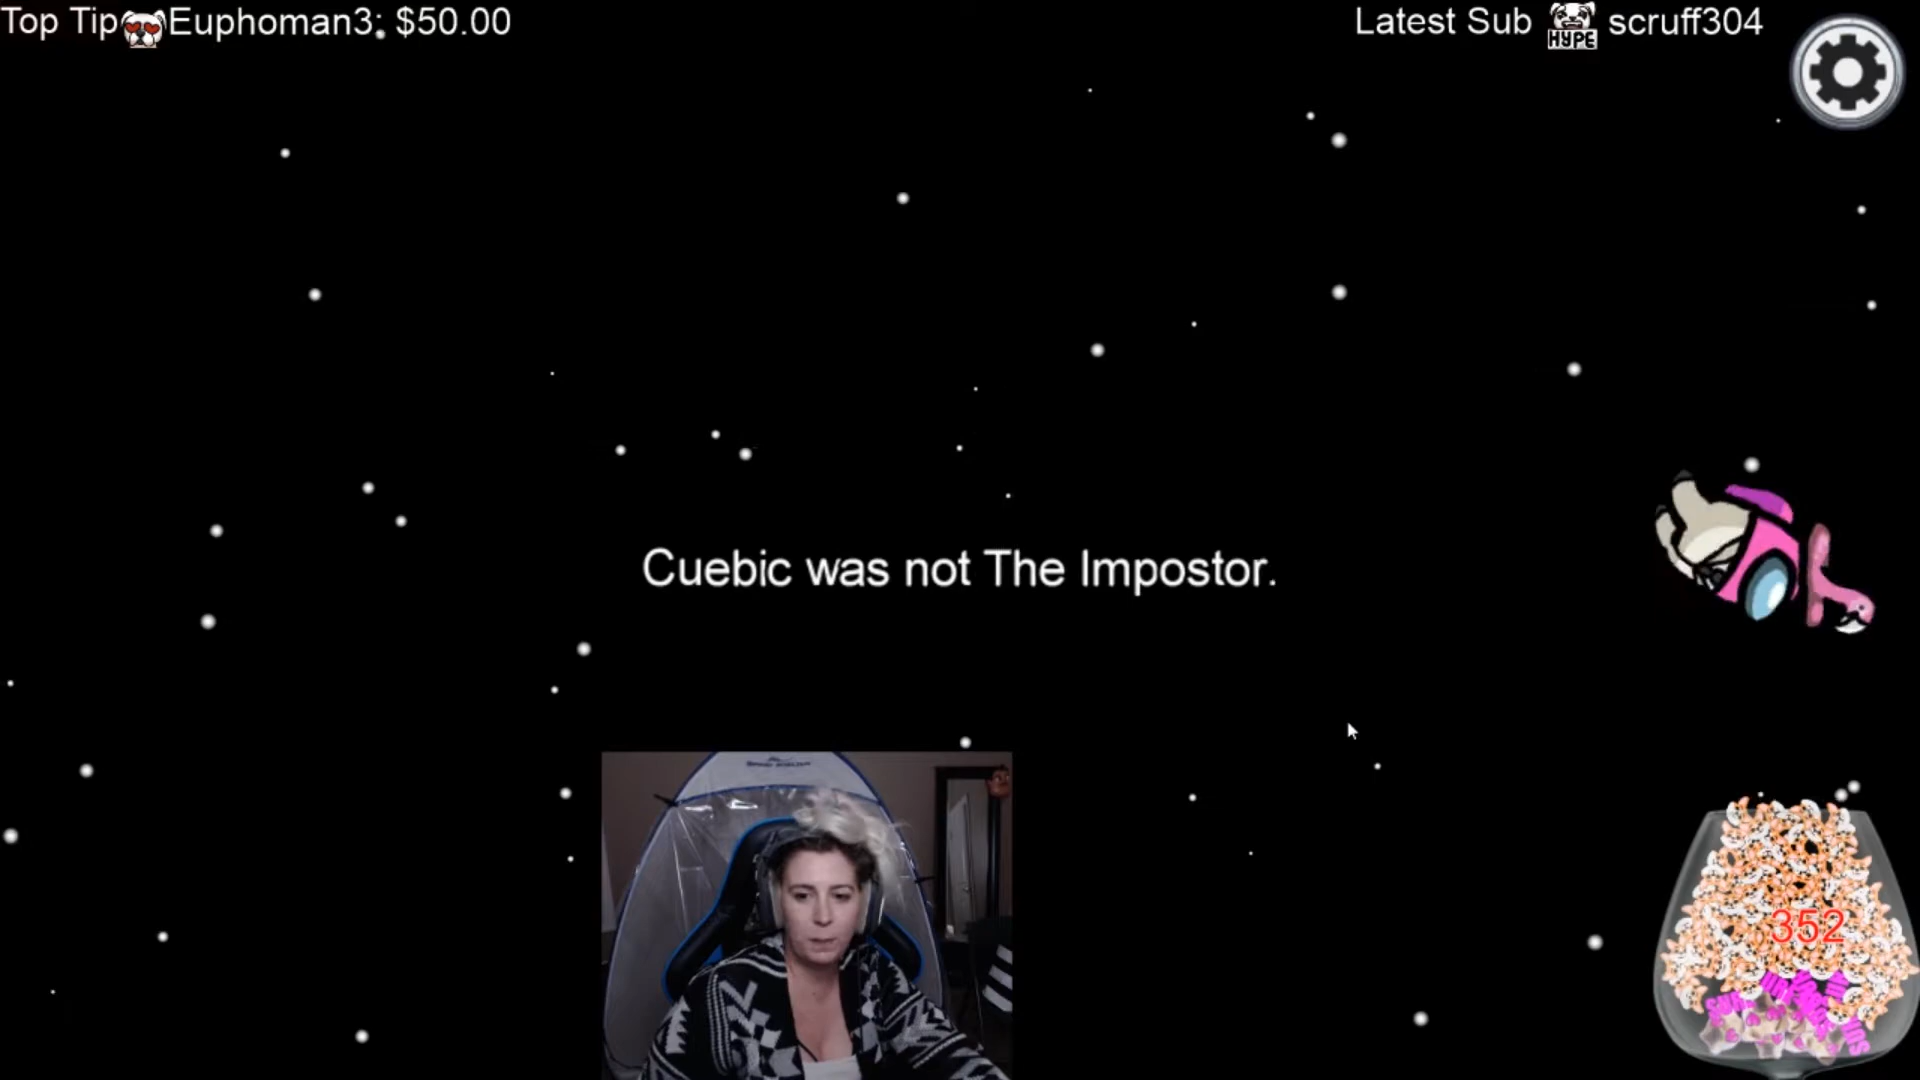 Top Tip Euphoman3: $50.00
Latest Sub HYPE scruff304
Cuebic was not The Impostor.
352